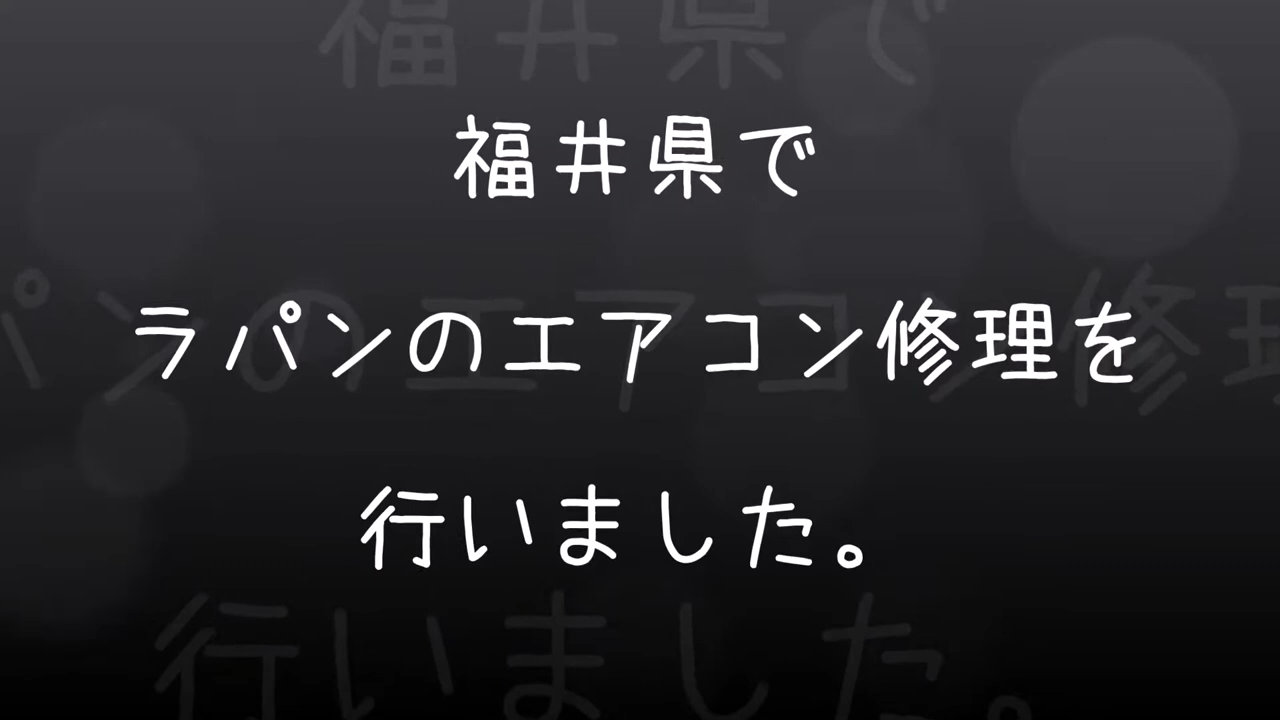 福井県で
ラパンのエアコン修理を
行いました。